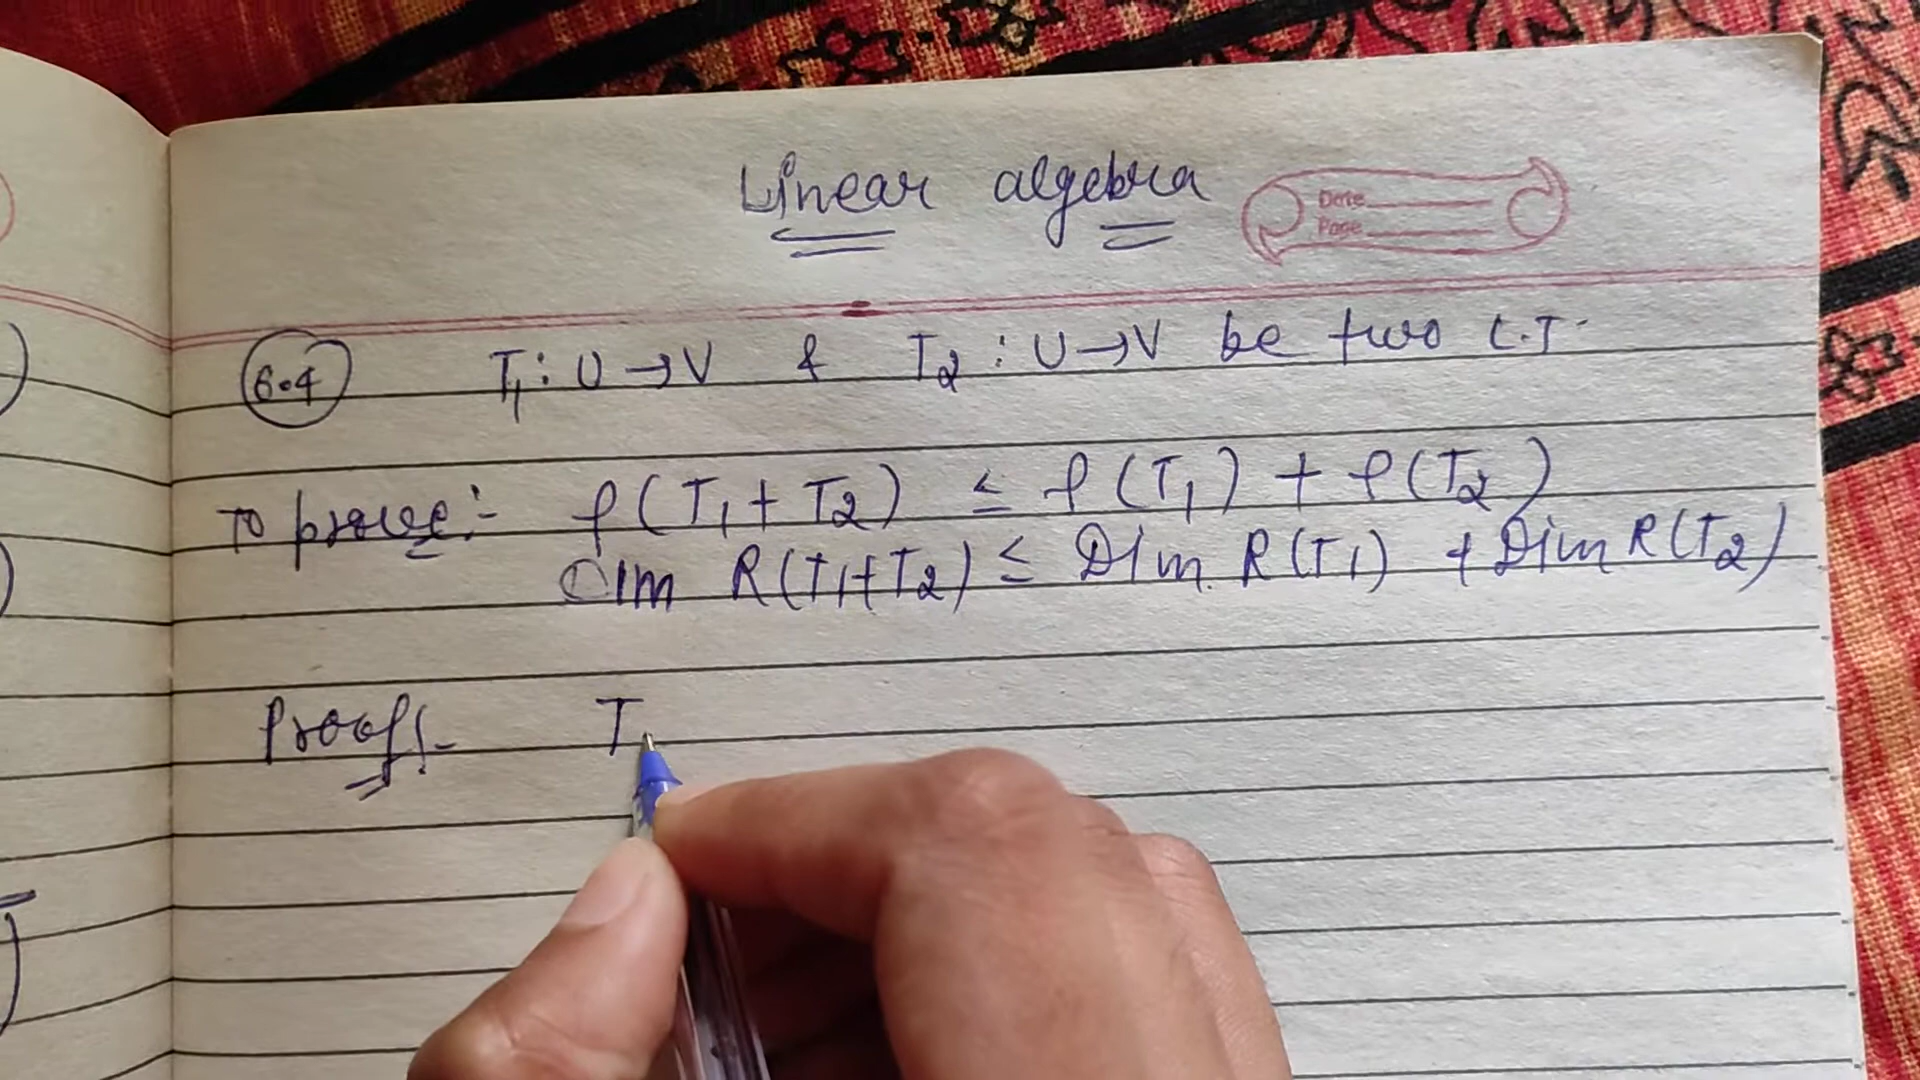 Linear algebra
Date
Page
6.4 T₁ : U → V & T₂ : U → V be two L.T.
To prove :- ρ(T₁ + T₂) ≤ ρ(T₁) + ρ(T₂)
Dim R(T₁+T₂) ≤ Dim R(T₁) + Dim R(T₂)
Proof:- T